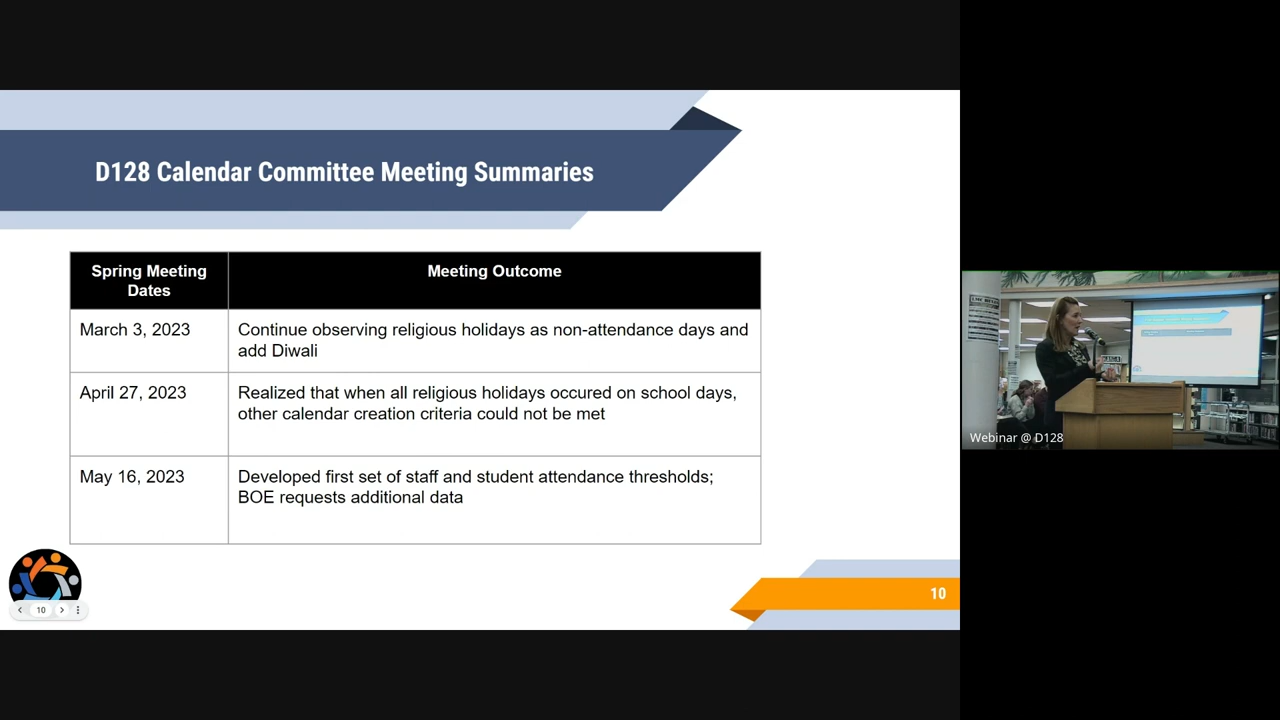 D128 Calendar Committee Meeting Summaries
Spring Meeting
Dates
Meeting Outcome
March 3, 2023
Continue observing religious holidays as non-attendance days and
add Diwali
April 27, 2023
Realized that when all religious holidays occured on school days,
other calendar creation criteria could not be met
May 16, 2023
Developed first set of staff and student attendance thresholds;
BOE requests additional data
10
10
Webinar @ D128